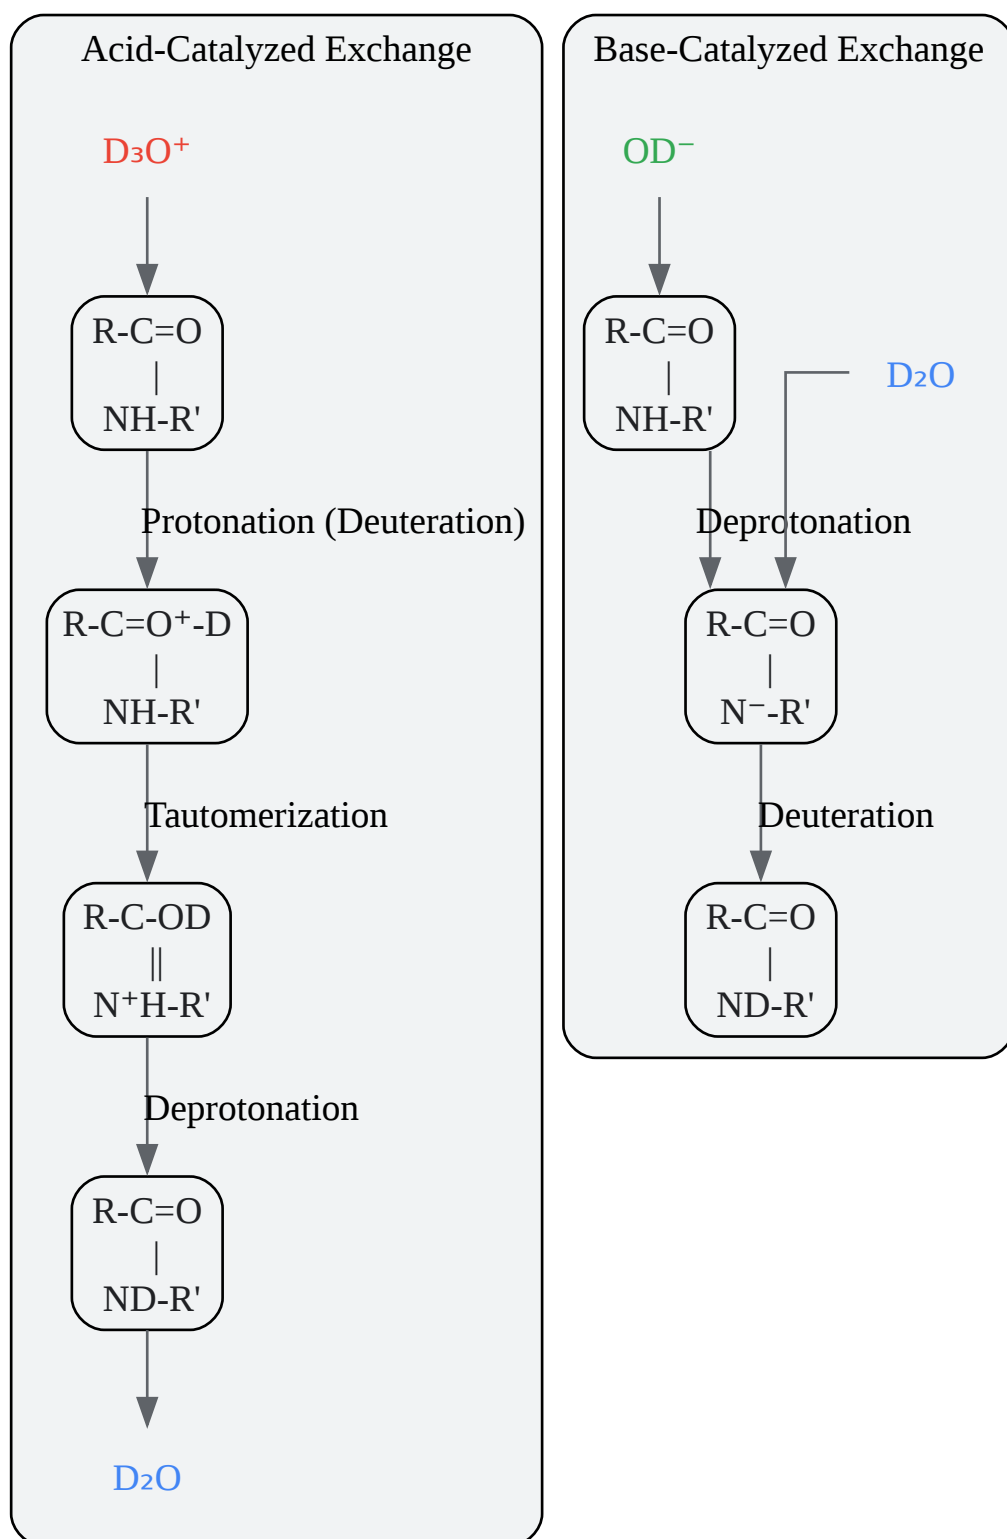 Acid-Catalyzed Exchange
D₃O⁺
R-C=O
|
NH-R'
Protonation (Deuteration)
R-C=O⁺-D
|
NH-R'
Tautomerization
R-C-OD
||
N⁺H-R'
Deprotonation
R-C=O
|
ND-R'
D₂O
Base-Catalyzed Exchange
OD⁻
R-C=O
|
NH-R'
D₂O
Deprotonation
R-C=O
|
N⁻-R'
Deuteration
R-C=O
|
ND-R'